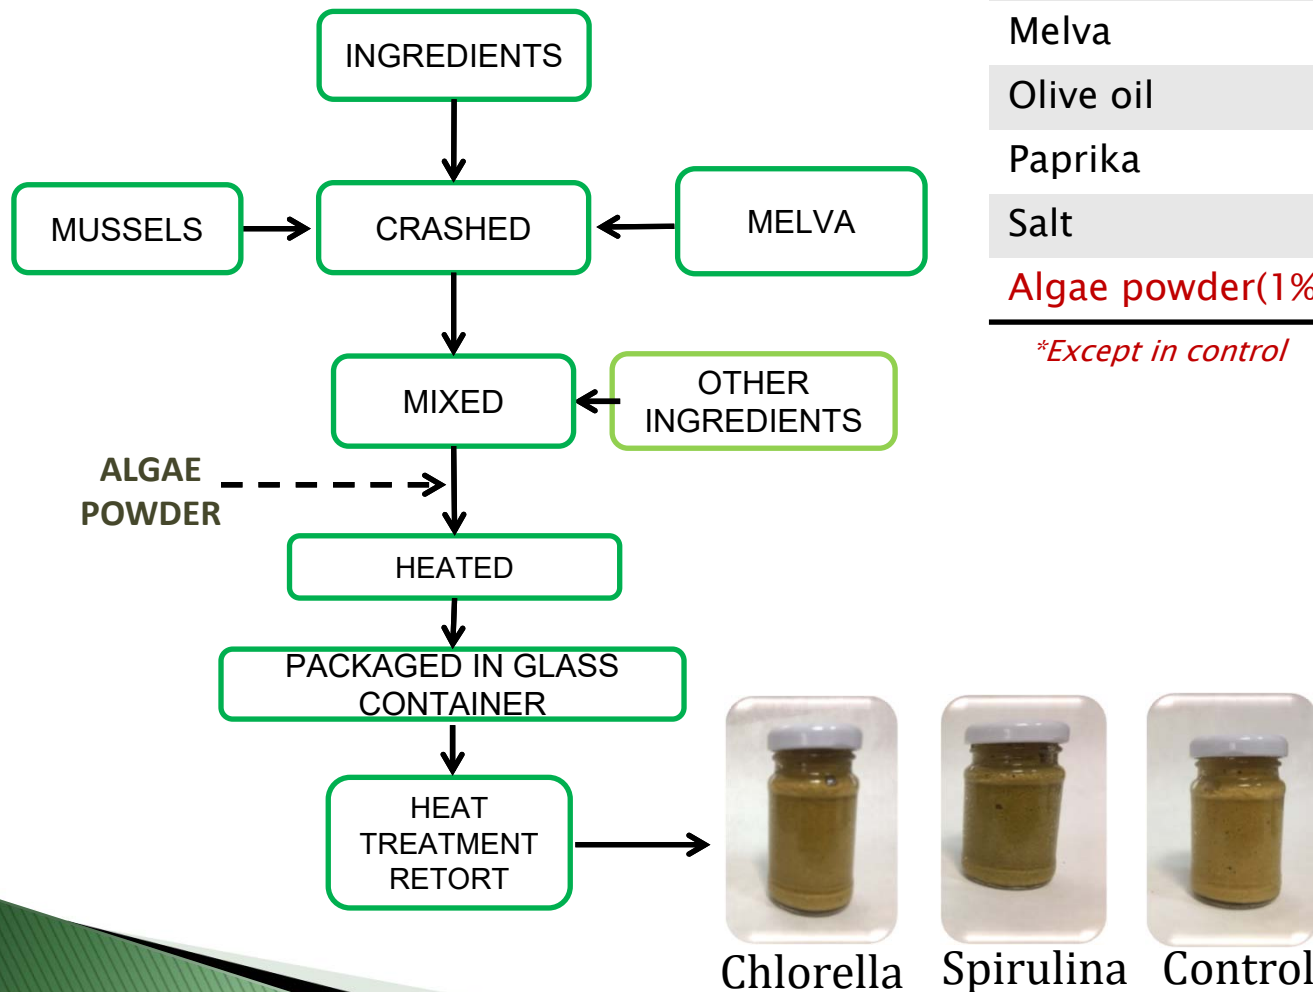 INGREDIENTS
MUSSELS
CRASHED
MELVA
MIXED
OTHER
INGREDIENTS
ALGAE
POWDER
HEATED
PACKAGED IN GLASS
CONTAINER
HEAT
TREATMENT
RETORT
Melva
Olive oil
Paprika
Salt
Algae powder(1%
*Except in control
Chlorella
Spirulina
Control